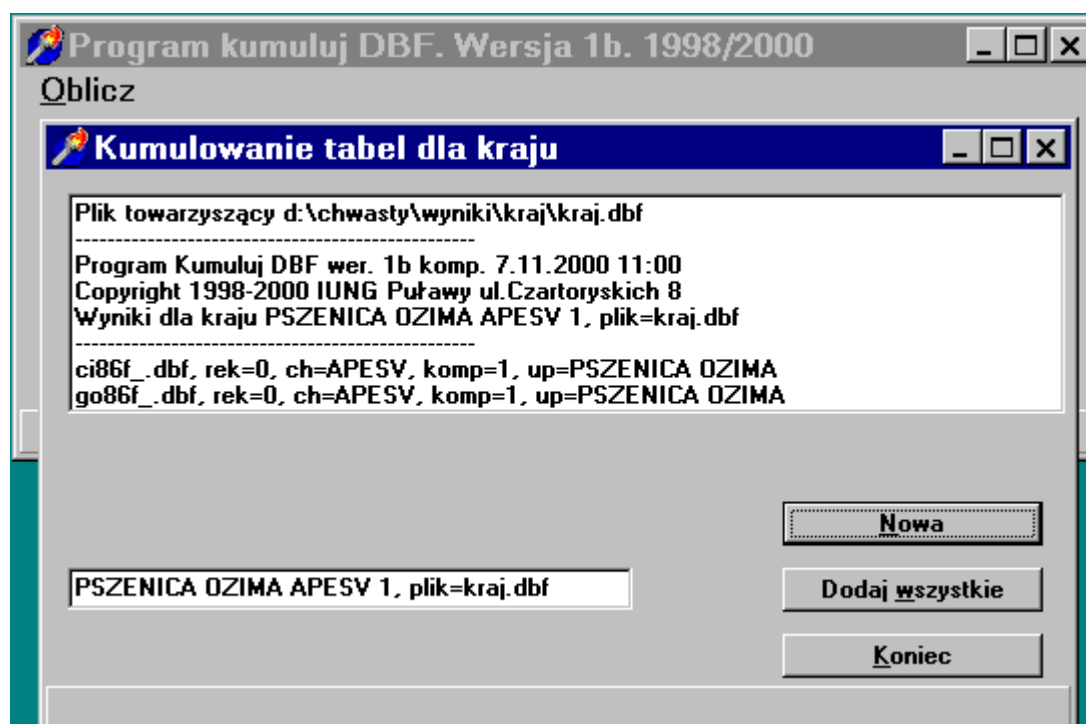 Program kumuluj DBF. Wersja 1b. 1998/2000
Oblicz
Kumulowanie tabel dla kraju
Plik towarzyszący d:\chwasty\wyniki\kraj\kraj.dbf
--------------------------------------------------
Program Kumuluj DBF wer. 1b komp. 7.11.2000 11:00
Copyright 1998-2000 IUNG Puławy ul.Czartoryskich 8
Wyniki dla kraju PSZENICA OZIMA APESV 1, plik=kraj.dbf
--------------------------------------------------
ci86f_.dbf, rek=0, ch=APESV, komp=1, up=PSZENICA OZIMA
go86f_.dbf, rek=0, ch=APESV, komp=1, up=PSZENICA OZIMA
Nowa
PSZENICA OZIMA APESV 1, plik=kraj.dbf
Dodaj wszystkie
Koniec